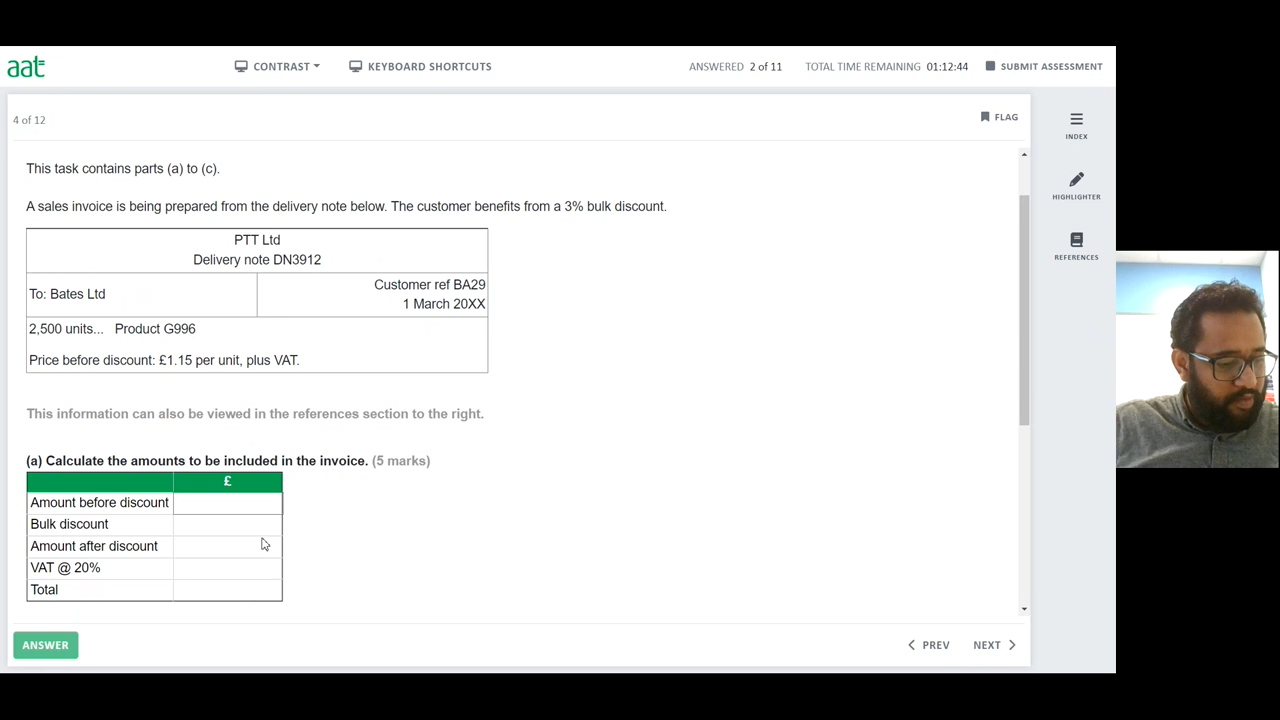 aat
CONTRAST
KEYBOARD SHORTCUTS
ANSWERED 2 of 11
TOTAL TIME REMAINING 01:12:44
SUBMIT ASSESSMENT
4 of 12
FLAG
INDEX
HIGHLIGHTER
REFERENCES
This task contains parts (a) to (c).
A sales invoice is being prepared from the delivery note below. The customer benefits from a 3% bulk discount.
PTT Ltd
Delivery note DN3912
To: Bates Ltd
Customer ref BA29
1 March 20XX
2,500 units... Product G996
Price before discount: £1.15 per unit, plus VAT.
This information can also be viewed in the references section to the right.
(a) Calculate the amounts to be included in the invoice. (5 marks)
£
Amount before discount
Bulk discount
Amount after discount
VAT @ 20%
Total
ANSWER
PREV
NEXT